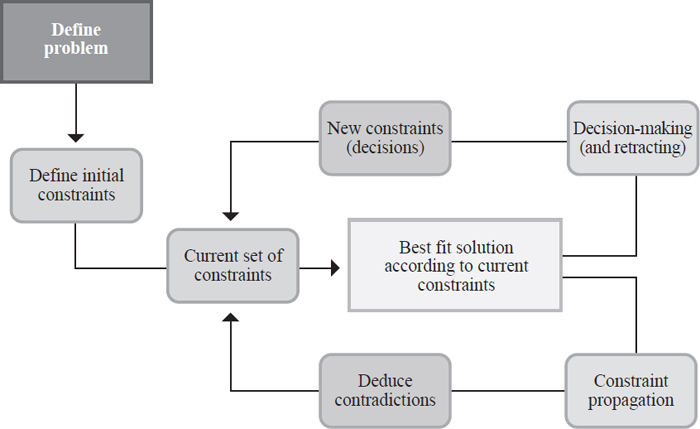 Define
problem
Define initial
constraints
New constraints
(decisions)
Decision-making
(and retracting)
Current set of
constraints
Best fit solution
according to current
constraints
Deduce
contradictions
Constraint
propagation